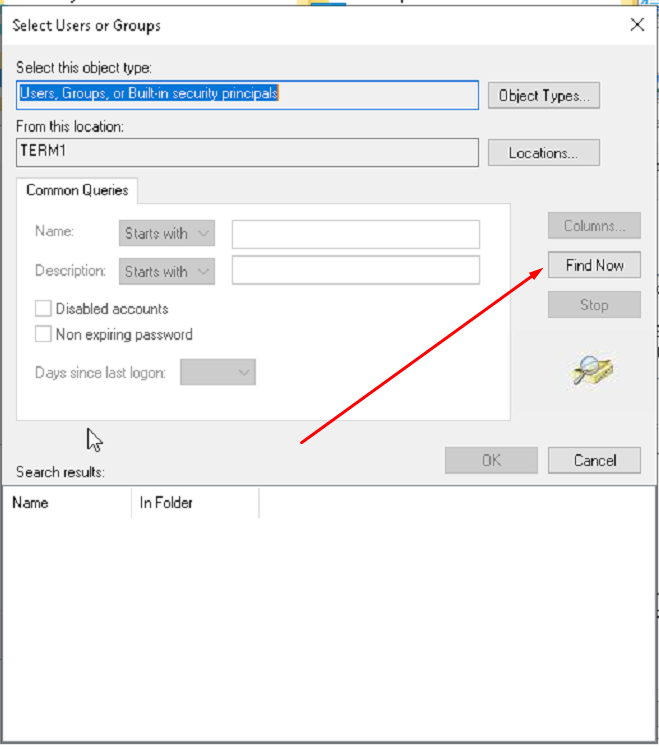 Select Users or Groups
Select this object type:
Users, Groups, or Built-in security principals
Object Types...
From this location:
TERM1
Locations...
Common Queries
Name:
Starts with
Columns...
Description:
Starts with
Find Now
Disabled accounts
Stop
Non expiring password
Days since last logon:
OK
Cancel
Search results:
Name
In Folder